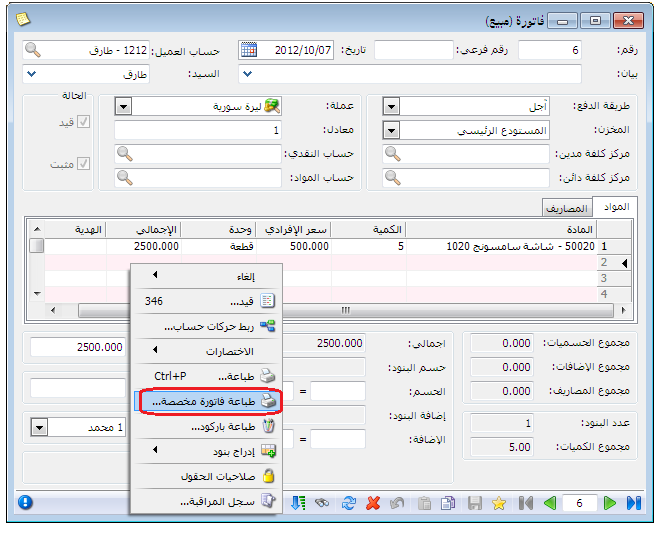 فاتورة (مبيع)
رقم: 6 رقم فرعي: تاريخ: 2012/10/07 حساب العميل: 1212 - طارف
بيان: السيد: طارف
طريقة الدفع: آجل
المخزن: المستودع الرئيسي
مركز كلفة مدين:
مركز كلفة دائن:
عملة: ليرة سورية
معادل: 1
حساب النقدي:
حساب المواد:
الحالة
قيد
مثبت
المواد المصاريف
المادة الكمية سعر الإفرادي وحدة الإجمالي الهدية
1 50020 - شاشة سامسونج 1020 5 500.000 قطعة 2500.000
2
3
4
مجموع الحسميات: 0.000
مجموع الإضافات: 0.000
مجموع المصاريف: 0.000
عدد البنود: 1
مجموع الكميات: 5.00
اجمالي: 2500.000
حسم البنود:
الحسم: =
إضافة البنود:
الإضافة: =
2500.000
1 محمد
إلغاء
قيد... 346
ربط حركات حساب...
الاختصارات
طباعة... Ctrl+P
طباعة فاتورة مخصصة...
طباعة باركود...
إدراج بنود
صلاحيات الحقول
سجل المراقبة...
6